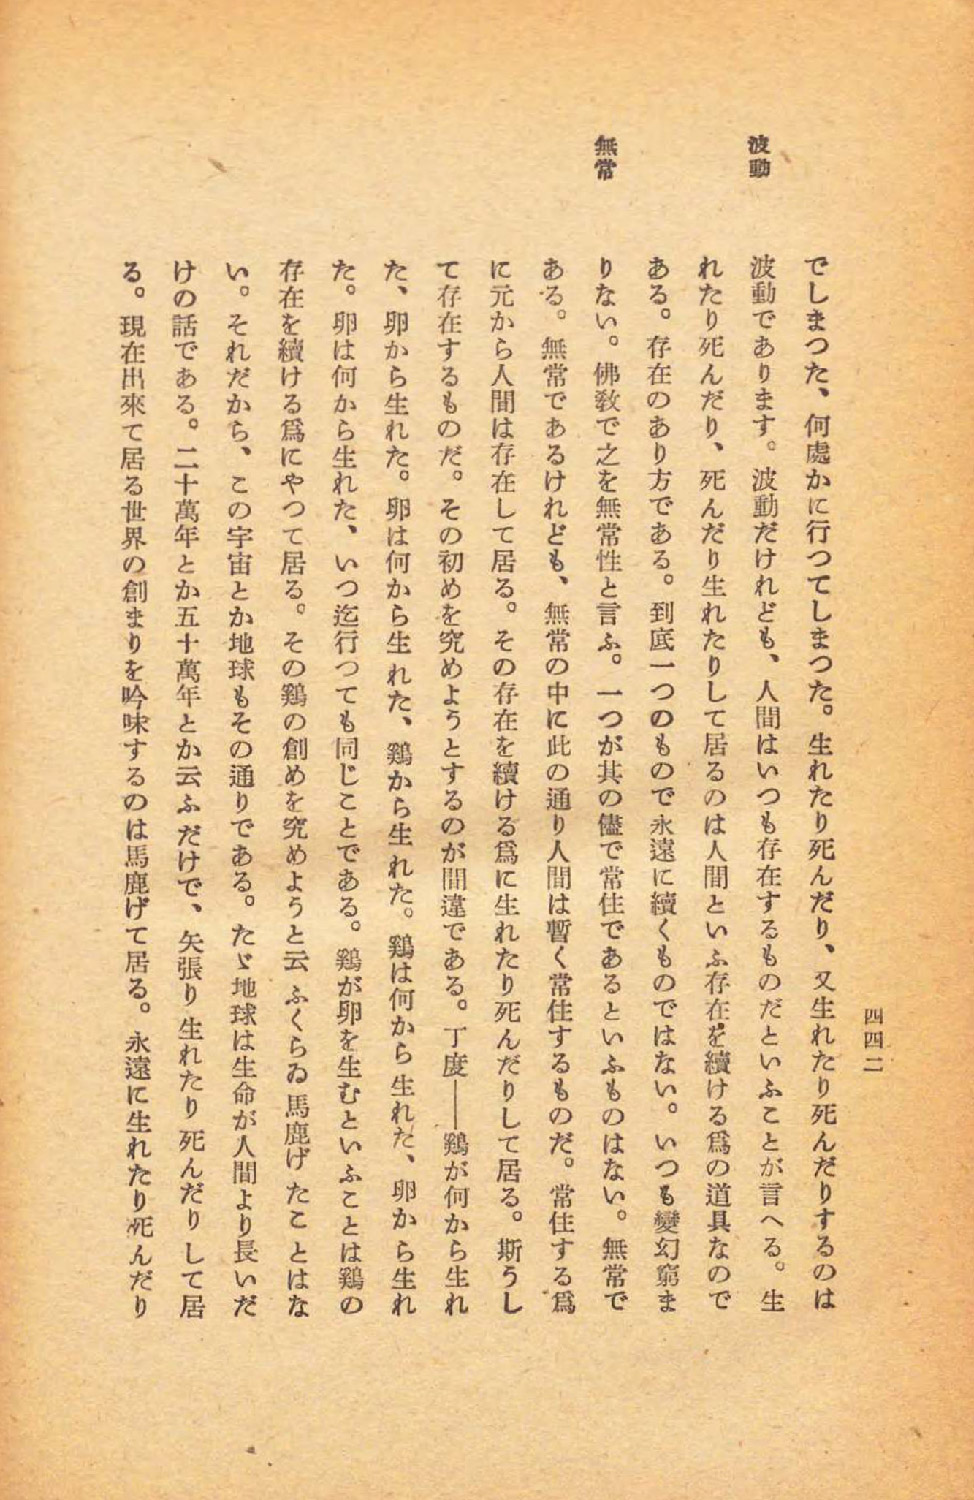 四四二
波動
無常
でしまつた、何處かに行つてしまつた。生れたり死んだり、又生れたり死んだりするのは
波動であります。波動だけれども、人間はいつも存在するものだといふことが言へる。生
れたり死んだり、死んだり生れたりして居るのは人間といふ存在を續ける爲の道具なので
ある。存在のあり方である。到底一つのもので永遠に續くものではない。いつも變幻窮ま
りない。佛敎で之を無常性と言ふ。一つが其の儘で常住であるといふものはない。無常で
ある。無常であるけれども、無常の中に此の通り人間は暫く常住するものだ。常住する爲
に元から人間は存在して居る。その存在を續ける爲に生れたり死んだりして居る。斯うし
て存在するものだ。その初めを究めようとするのが間違である。丁度――鷄が何から生れ
た、卵から生れた。卵は何から生れた、鷄から生れた。鷄は何から生れた、卵から生れ
た。卵は何から生れた、いつ迄行つても同じことである。鷄が卵を生むといふことは鷄の
存在を續ける爲にやつて居る。その鷄の創めを究めようと云ふくらゐ馬鹿げたことはな
い。それだから、この宇宙とか地球もその通りである。たゞ地球は生命が人間より長いだ
けの話である。二十萬年とか五十萬年とか云ふだけで、矢張り生れたり死んだりして居
る。現在出來て居る世界の創まりを吟味するのは馬鹿げて居る。永遠に生れたり死んだり